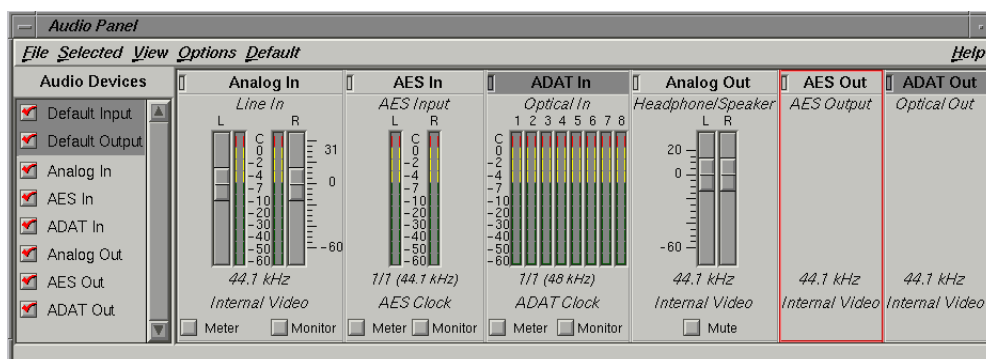 Audio Panel
File Selected View Options Default Help
Audio Devices
Default Input
Default Output
Analog In
AES In
ADAT In
Analog Out
AES Out
ADAT Out
Analog In
Line In
L R
C
0
-2
-4
-7
-10
-20
-30
-40
-50
-60
31
0
-60
44.1 kHz
Internal Video
Meter Monitor
AES In
AES Input
L R
C
0
-2
-4
-7
-10
-20
-30
-40
-50
-60
1/1 (44.1 kHz)
AES Clock
Meter Monitor
ADAT In
Optical In
1 2 3 4 5 6 7 8
C
0
-2
-4
-7
-10
-20
-30
-40
-50
-60
1/1 (48 kHz)
ADAT Clock
Meter Monitor
Analog Out
Headphone/Speaker
L R
20
0
-60
44.1 kHz
Internal Video
Mute
AES Out
AES Output
44.1 kHz
Internal Video
ADAT Out
Optical Out
44.1 kHz
Internal Video